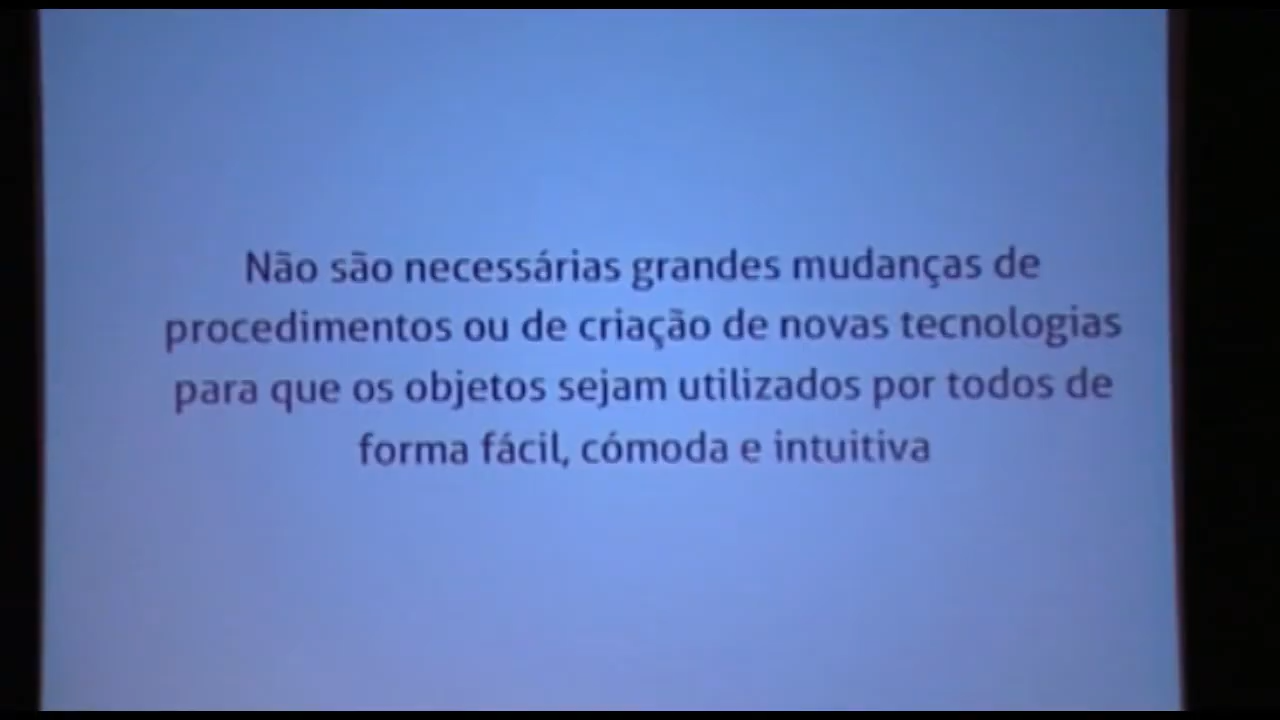 Não são necessárias grandes mudanças de
procedimentos ou de criação de novas tecnologias
para que os objetos sejam utilizados por todos de
forma fácil, cómoda e intuitiva